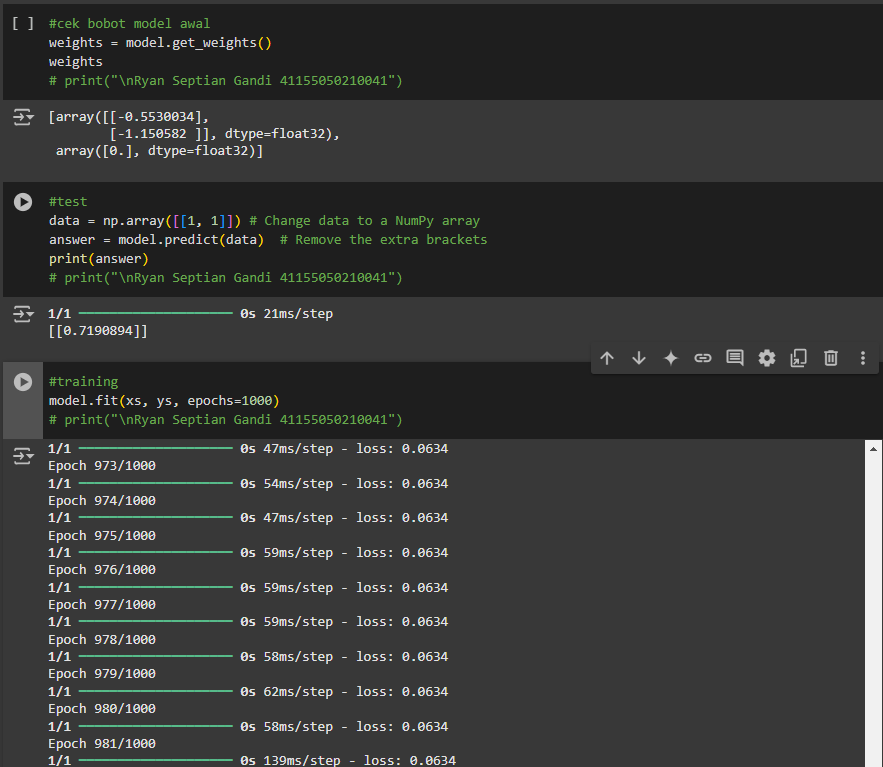 [ ] #cek bobot model awal
weights = model.get_weights()
weights
# print("\nRyan Septian Gandi 41155050210041")
[array([[-0.5530034],
[-1.150582 ]], dtype=float32),
array([0.], dtype=float32)]
#test
data = np.array([[1, 1]]) # Change data to a NumPy array
answer = model.predict(data)  # Remove the extra brackets
print(answer)
# print("\nRyan Septian Gandi 41155050210041")
1/1 0s 21ms/step
[[0.7190894]]
#training
model.fit(xs, ys, epochs=1000)
# print("\nRyan Septian Gandi 41155050210041")
1/1 0s 47ms/step - loss: 0.0634
Epoch 973/1000
1/1 0s 54ms/step - loss: 0.0634
Epoch 974/1000
1/1 0s 47ms/step - loss: 0.0634
Epoch 975/1000
1/1 0s 59ms/step - loss: 0.0634
Epoch 976/1000
1/1 0s 59ms/step - loss: 0.0634
Epoch 977/1000
1/1 0s 59ms/step - loss: 0.0634
Epoch 978/1000
1/1 0s 58ms/step - loss: 0.0634
Epoch 979/1000
1/1 0s 62ms/step - loss: 0.0634
Epoch 980/1000
1/1 0s 58ms/step - loss: 0.0634
Epoch 981/1000
1/1 0s 139ms/step - loss: 0.0634